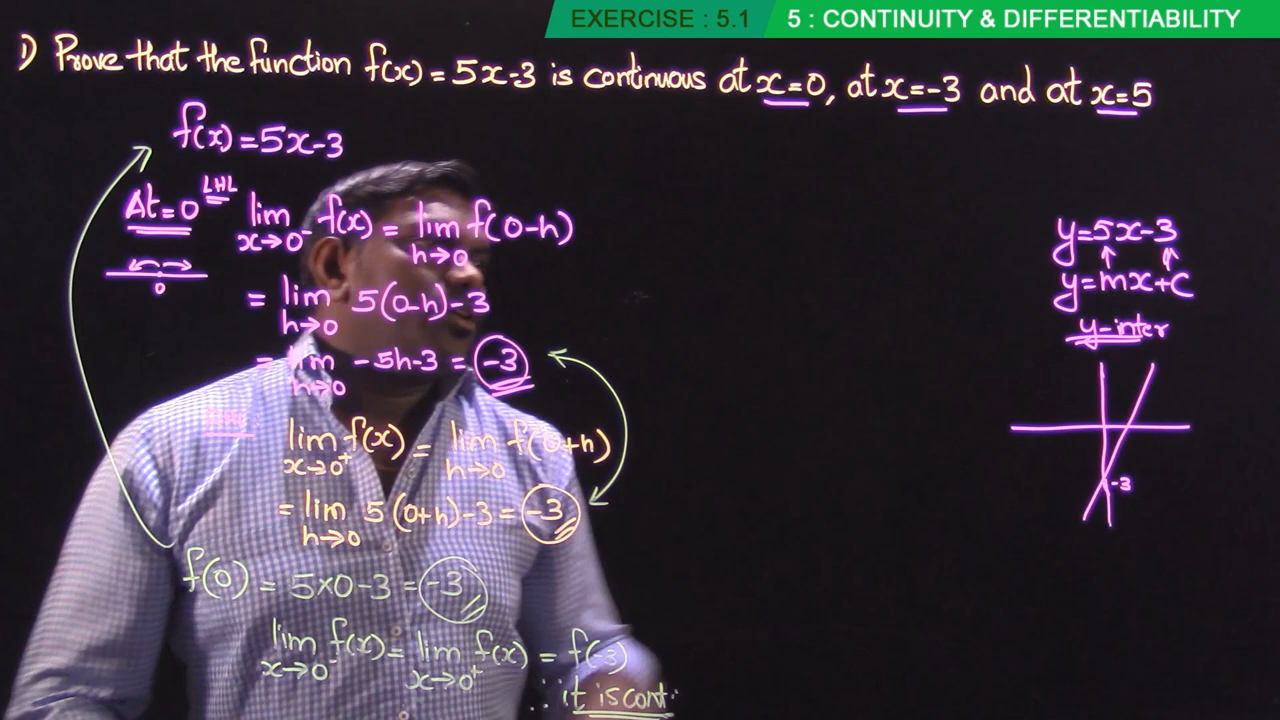 EXERCISE : 5.1 5 : CONTINUITY & DIFFERENTIABILITY
1) Prove that the function f(x) = 5x-3 is continuous at x=0, at x=-3 and at x=5
f(x) = 5x-3
At=0 LHL lim x→0⁻ f(x) = lim h→0 f(0-h)
0
= lim h→0 5(0-h)-3
= lim h→0 -5h-3 = -3
lim x→0⁺ f(x) = lim h→0 f(0+h)
= lim h→0 5(0+h)-3 = -3
f(0) = 5×0-3 = -3
lim x→0⁻ f(x) = lim x→0⁺ f(x) = f(-3)
∴ it is cont.
y=5x-3
y=mx+c
y-inter
-3